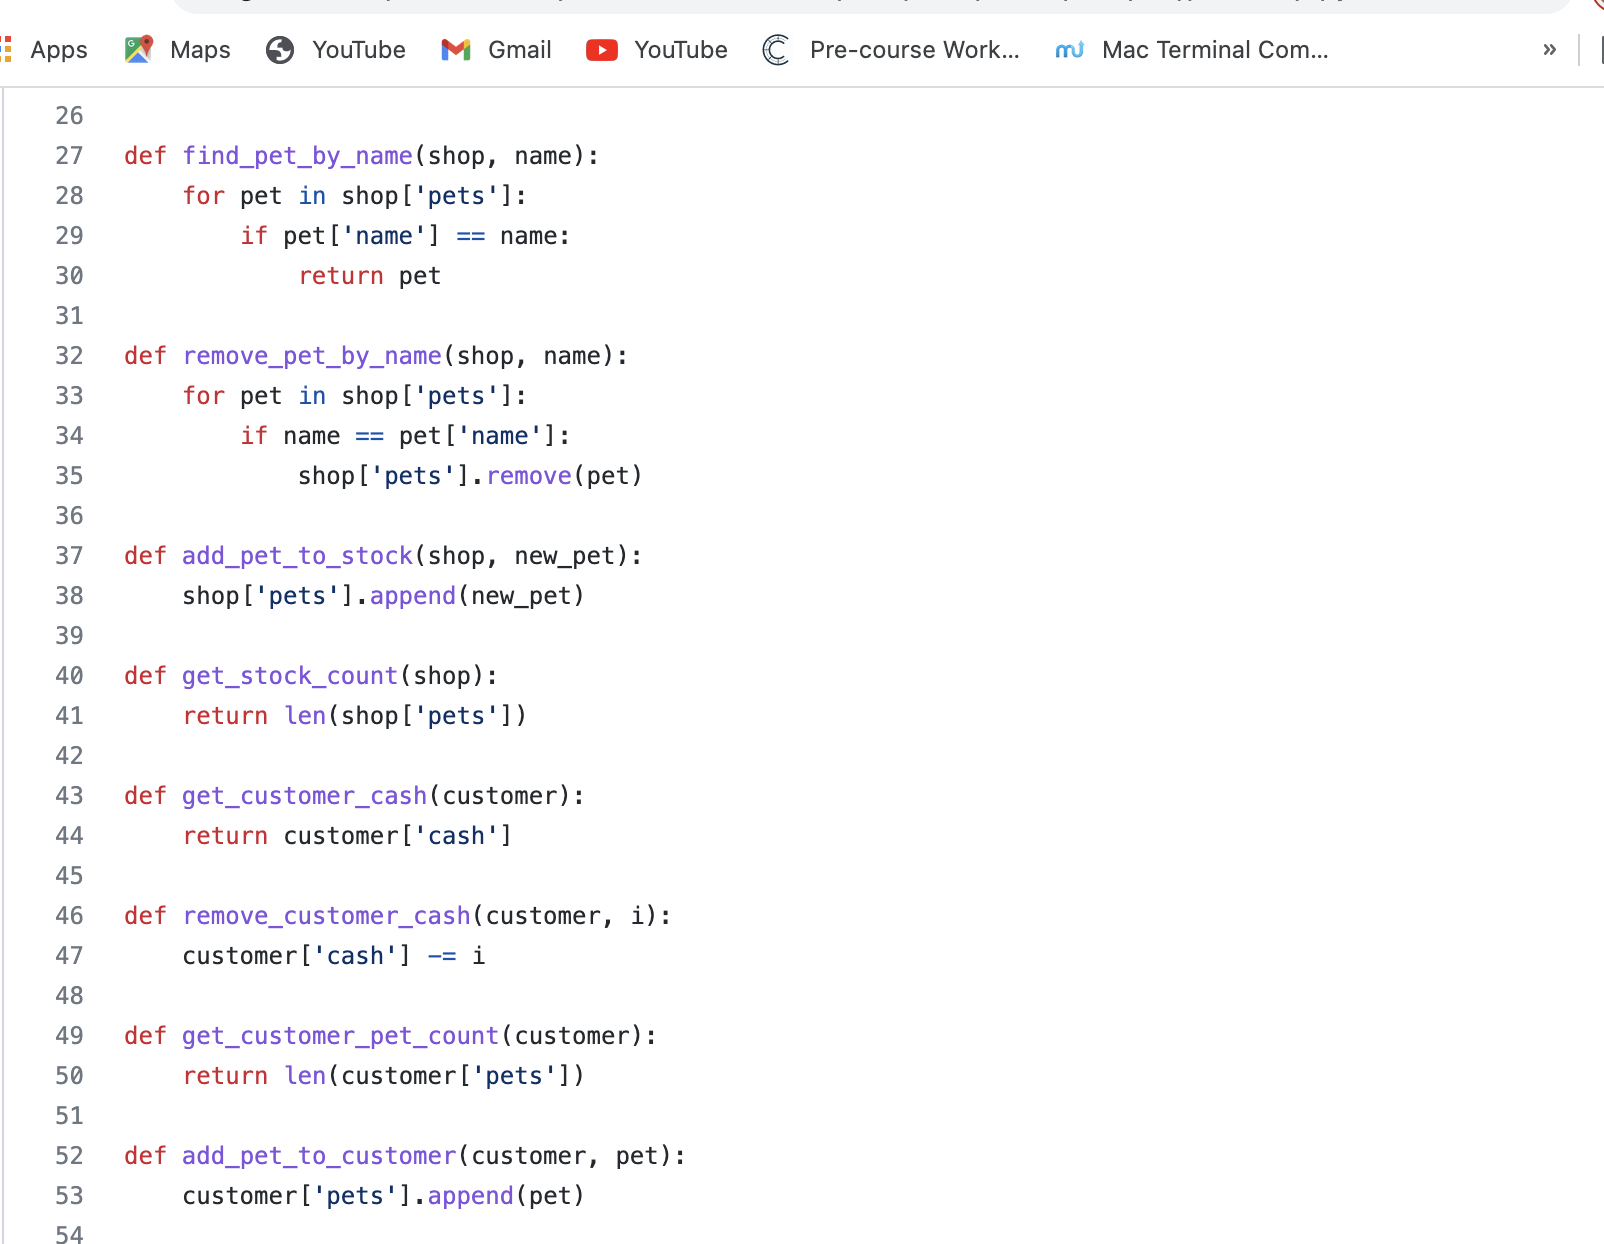 Apps Maps YouTube Gmail YouTube Pre-course Work... Mac Terminal Com... »
26
27 def find_pet_by_name(shop, name):
28 for pet in shop['pets']:
29 if pet['name'] == name:
30 return pet
31
32 def remove_pet_by_name(shop, name):
33 for pet in shop['pets']:
34 if name == pet['name']:
35 shop['pets'].remove(pet)
36
37 def add_pet_to_stock(shop, new_pet):
38 shop['pets'].append(new_pet)
39
40 def get_stock_count(shop):
41 return len(shop['pets'])
42
43 def get_customer_cash(customer):
44 return customer['cash']
45
46 def remove_customer_cash(customer, i):
47 customer['cash'] -= i
48
49 def get_customer_pet_count(customer):
50 return len(customer['pets'])
51
52 def add_pet_to_customer(customer, pet):
53 customer['pets'].append(pet)
54